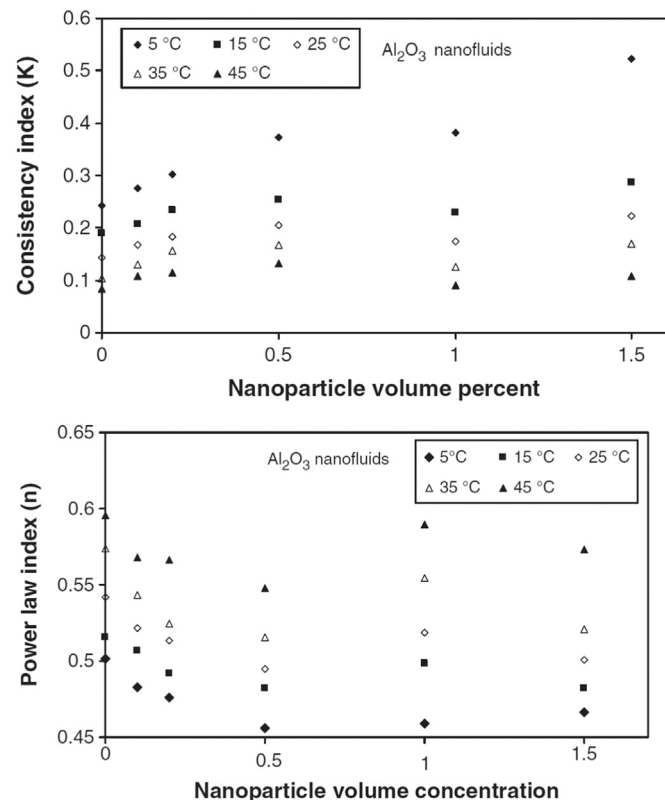 0.6
5 °C 15 °C 25 °C
35 °C 45 °C
Al2O3 nanofluids
0.5
0.4
0.3
0.2
0.1
0
Consistency index (K)
0 0.5 1 1.5
Nanoparticle volume percent
0.65
Al2O3 nanofluids
5°C 15 °C 25 °C
35 °C 45 °C
0.6
0.55
0.5
0.45
Power law index (n)
0 0.5 1 1.5
Nanoparticle volume concentration